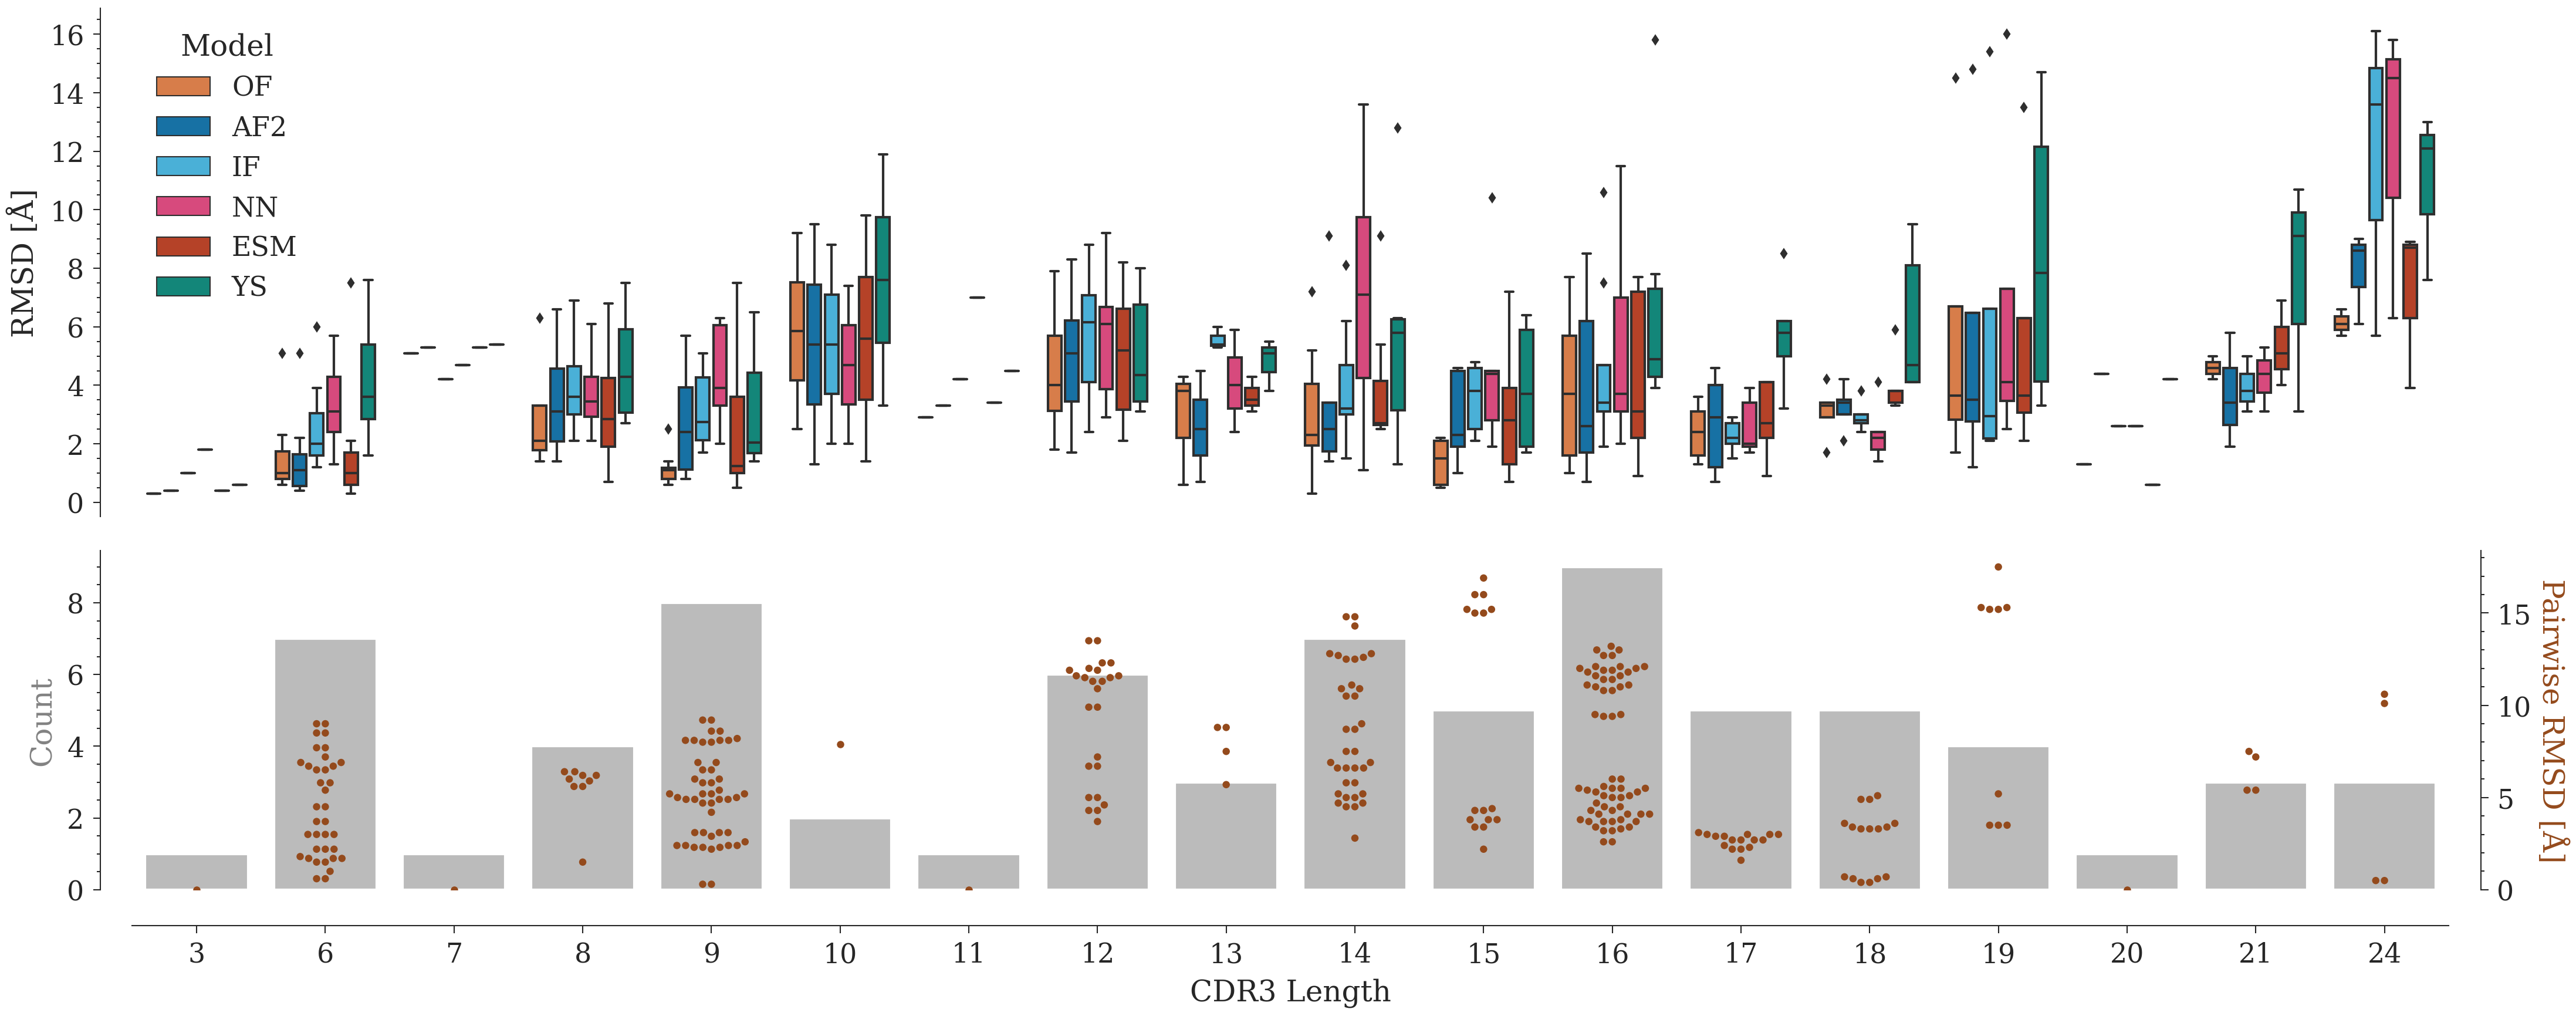 RMSD [Å]
16
14
12
10
8
6
4
2
0
Model
OF
AF2
IF
NN
ESM
YS
Count
8
6
4
2
0
Pairwise RMSD [Å]
15
10
5
0
3 6 7 8 9 10 11 12 13 14 15 16 17 18 19 20 21 24
CDR3 Length